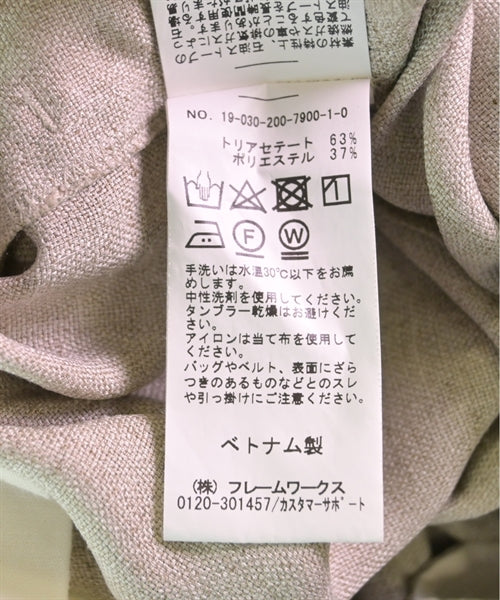 NO. 19-030-200-7900-1-0
トリアセテート 63%
ポリエステル 37%
F W
手洗いは水温30℃以下をお薦
めします。
中性洗剤を使用してください。
タンブラー乾燥はお避けくだ
さい。
アイロンは当て布を使用して
ください。
バッグやベルト、表面にざら
つきのあるものなどとのスレ
や引っ掛けにご注意ください。
ベトナム製
(株) フレームワークス
0120-301457/カスタマーサポート